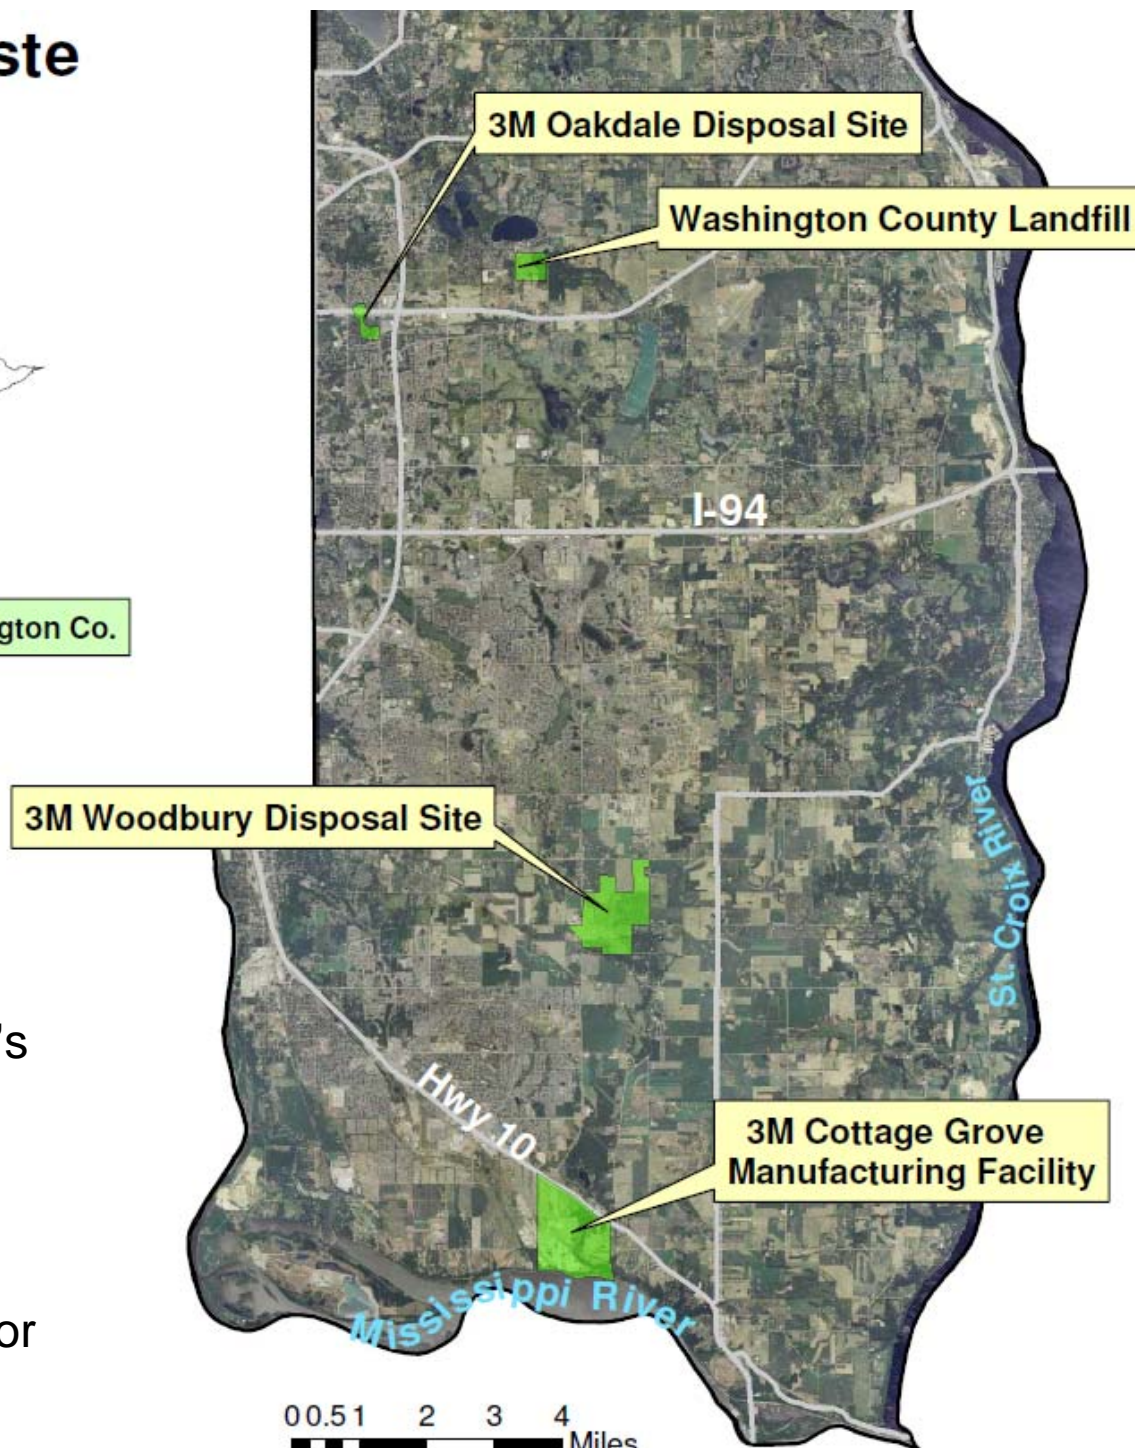 ste
3M Oakdale Disposal Site
Washington County Landfill
I-94
gton Co.
3M Woodbury Disposal Site
St. Croix River
's
Hwy 10
3M Cottage Grove
Manufacturing Facility
Mississippi River
or
0 0.5 1 2 3 4
Miles